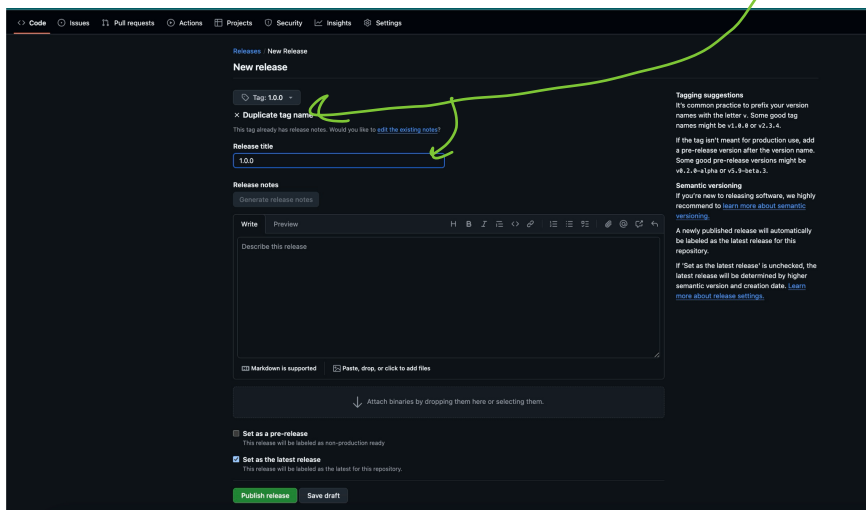 Code Issues Pull requests Actions Projects Security Insights Settings
Releases / New Release
New release
Tag: 1.0.0
× Duplicate tag name
This tag already has release notes. Would you like to edit the existing notes?
Release title
1.0.0
Release notes
Generate release notes
Write Preview
Describe this release
Markdown is supported Paste, drop, or click to add files
Attach binaries by dropping them here or selecting them.
Set as a pre-release
This release will be labeled as non-production ready
Set as the latest release
This release will be labeled as the latest for this repository.
Publish release Save draft
Tagging suggestions
It's common practice to prefix your version
names with the letter v. Some good tag
names might be v1.0.0 or v2.3.4.
If the tag isn't meant for production use, add
a pre-release version after the version name.
Some good pre-release versions might be
v0.2.0-alpha or v5.9-beta.3.
Semantic versioning
If you're new to releasing software, we highly
recommend to learn more about semantic
versioning.
A newly published release will automatically
be labeled as the latest release for this
repository.
If 'Set as the latest release' is unchecked, the
latest release will be determined by higher
semantic version and creation date. Learn
more about release settings.